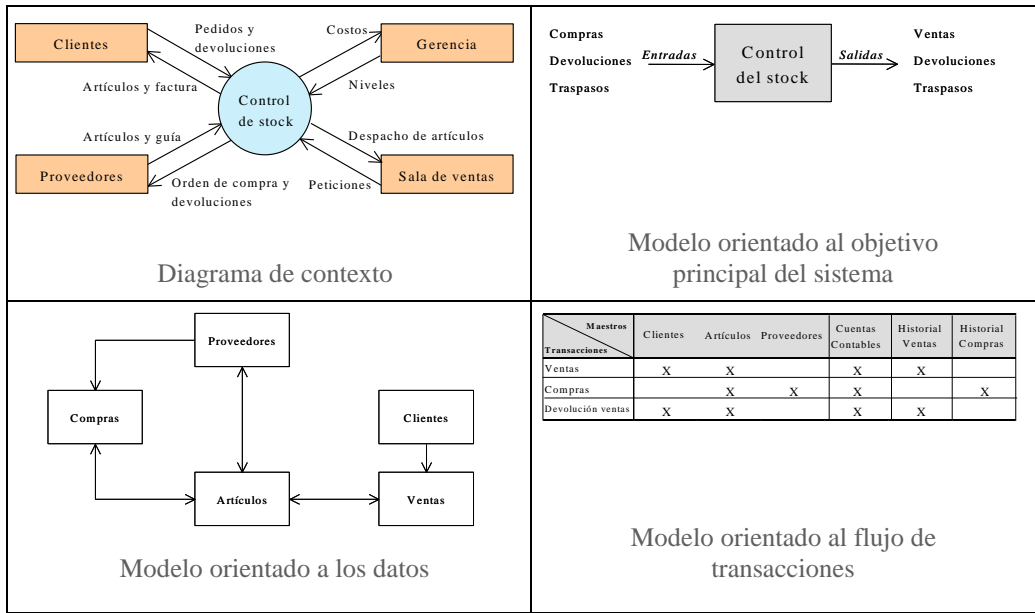 Clientes
Pedidos y
devoluciones
Costos
Gerencia
Artículos y factura
Niveles
Control
de stock
Artículos y guía
Despacho de artículos
Proveedores
Orden de compra y
devoluciones
Peticiones
Sala de ventas
Diagrama de contexto
Compras
Devoluciones
Traspasos
Entradas
Control
del stock
Salidas
Ventas
Devoluciones
Traspasos
Modelo orientado al objetivo
principal del sistema
Proveedores
Compras
Clientes
Artículos
Ventas
Modelo orientado a los datos
Maestros
Transacciones
Clientes
Artículos
Proveedores
Cuentas
Contables
Historial
Ventas
Historial
Compras
Ventas X X X X
Compras X X X X
Devolución ventas X X X X
Modelo orientado al flujo de
transacciones